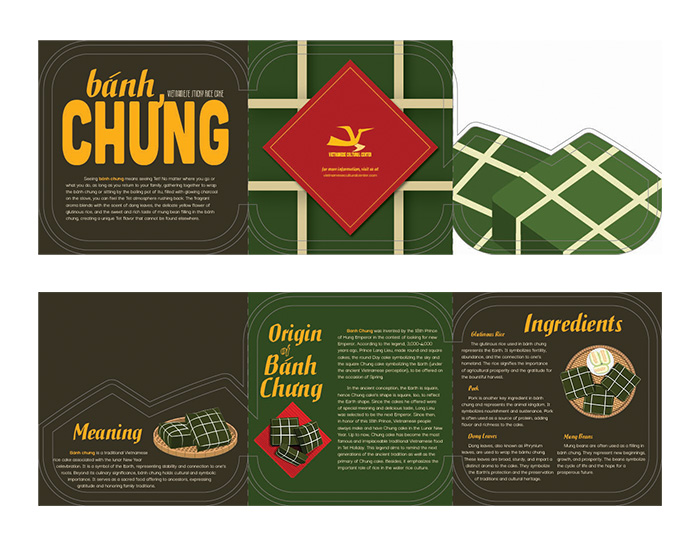 bánh
VIETNAMESE STICKY RICE CAKE
CHƯNG
Seeing bánh chưng means seeing Tết! No matter where you go or
what you do, as long as you return to your family, gathering together to wrap
the bánh chưng or sitting by the boiling pot of it, filled with glowing charcoal
on the stove, you can feel the Tết atmosphere rushing back. The fragrant
aroma blends with the scent of dong leaves, the delicate yellow flower of
glutinous rice, and the sweet and rich taste of mung bean filling in the bánh
chưng, creating a unique Tết flavor that cannot be found elsewhere.
VIETNAMESE CULTURAL CENTER
for more information, visit us at
vietnameseculturalcenter.com
Meaning
Bánh chưng is a traditional Vietnamese
rice cake associated with the Lunar New Year
celebration. It is a symbol of the Earth, representing stability and connection to one's
roots. Beyond its culinary significance, bánh chưng holds cultural and symbolic
importance. It serves as a sacred food offering to ancestors, expressing
gratitude and honoring family traditions.
Origin
of
Bánh
Chưng
Bánh Chưng was invented by the 18th Prince
of Hung Emperor in the contest of looking for new
Emperor. According to the legend, 3,000-4,000
years ago, Prince Lang Lieu, made round and square
cakes, the round Day cake symbolizing the sky and
the square Chung cake symbolizing the Earth (under
the ancient Vietnamese perception), to be offered on
the occasion of Spring.
In the ancient conception, the Earth is square,
hence Chung cake's shape is square, too, to reflect
the Earth shape. Since the cakes he offered were
of special meaning and delicious taste, Lang Lieu
was selected to be the next Emperor. Since then,
in honor of this 18th Prince, Vietnamese people
always make and have Chung cake in the Lunar New
Year. Up to now, Chung cake has become the most
famous and irreplaceable traditional Vietnamese food
in Tet Holiday. This legend aims to remind the next
generations of the ancient tradition as well as the
primary of Chung cake. Besides, it emphasizes the
important role of rice in the water rice culture.
Ingredients
Glutinous Rice
The glutinous rice used in bánh chưng
represents the Earth. It symbolizes fertility,
abundance, and the connection to one's
homeland. The rice signifies the importance
of agricultural prosperity and the gratitude for
the bountiful harvest.
Pork
Pork is another key ingredient in bánh
chưng and represents the animal kingdom. It
symbolizes nourishment and sustenance. Pork
is often used as a source of protein, adding
flavor and richness to the cake.
Dong Leaves
Dong leaves, also known as Phrynium
leaves, are used to wrap the bánhh chưng.
These leaves are broad, sturdy, and impart a
distinct aroma to the cake. They symbolize
the Earth's protection and the preservation
of traditions and cultural heritage.
Mung Beans
Mung beans are often used as a filling in
bánh chưng. They represent new beginnings,
growth, and prosperity. The beans symbolize
the cycle of life and the hope for a
prosperous future.